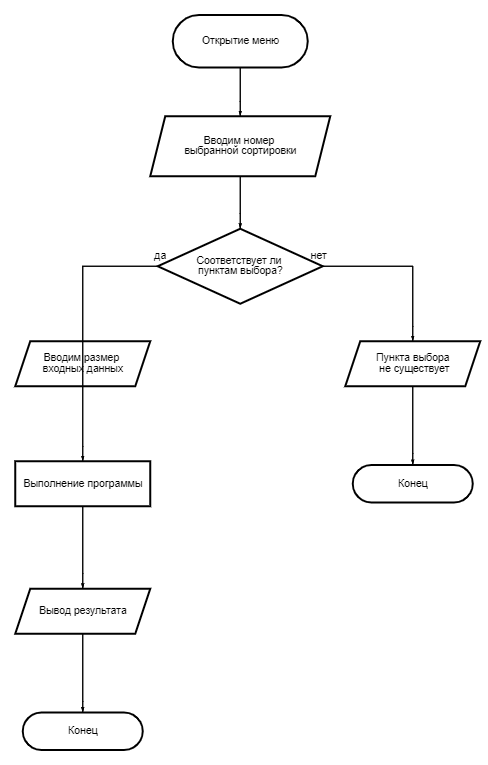 Открытие меню
Вводим номер
выбранной сортировки
Соответствует ли
пунктам выбора?
да
нет
Вводим размер
входных данных
Пункта выбора
не существует
Выполнение программы
Конец
Вывод результата
Конец